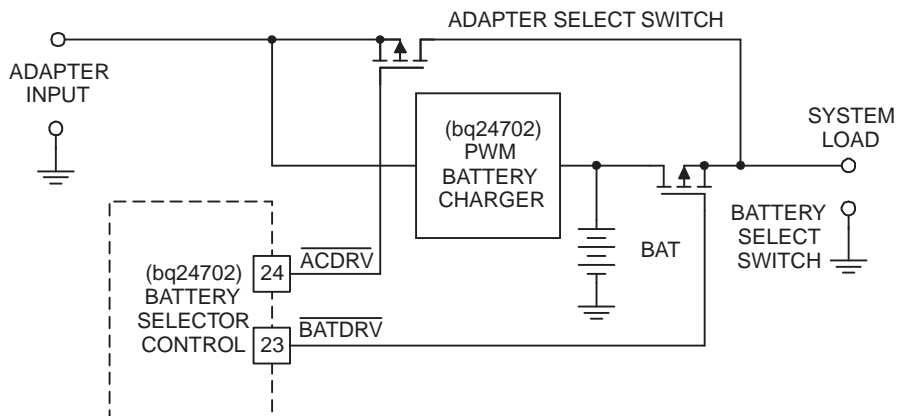 ADAPTER SELECT SWITCH
ADAPTER
INPUT
(bq24702)
PWM
BATTERY
CHARGER
SYSTEM
LOAD
BAT
BATTERY
SELECT
SWITCH
(bq24702)
BATTERY
SELECTOR
CONTROL
24
ACDRV
23
BATDRV